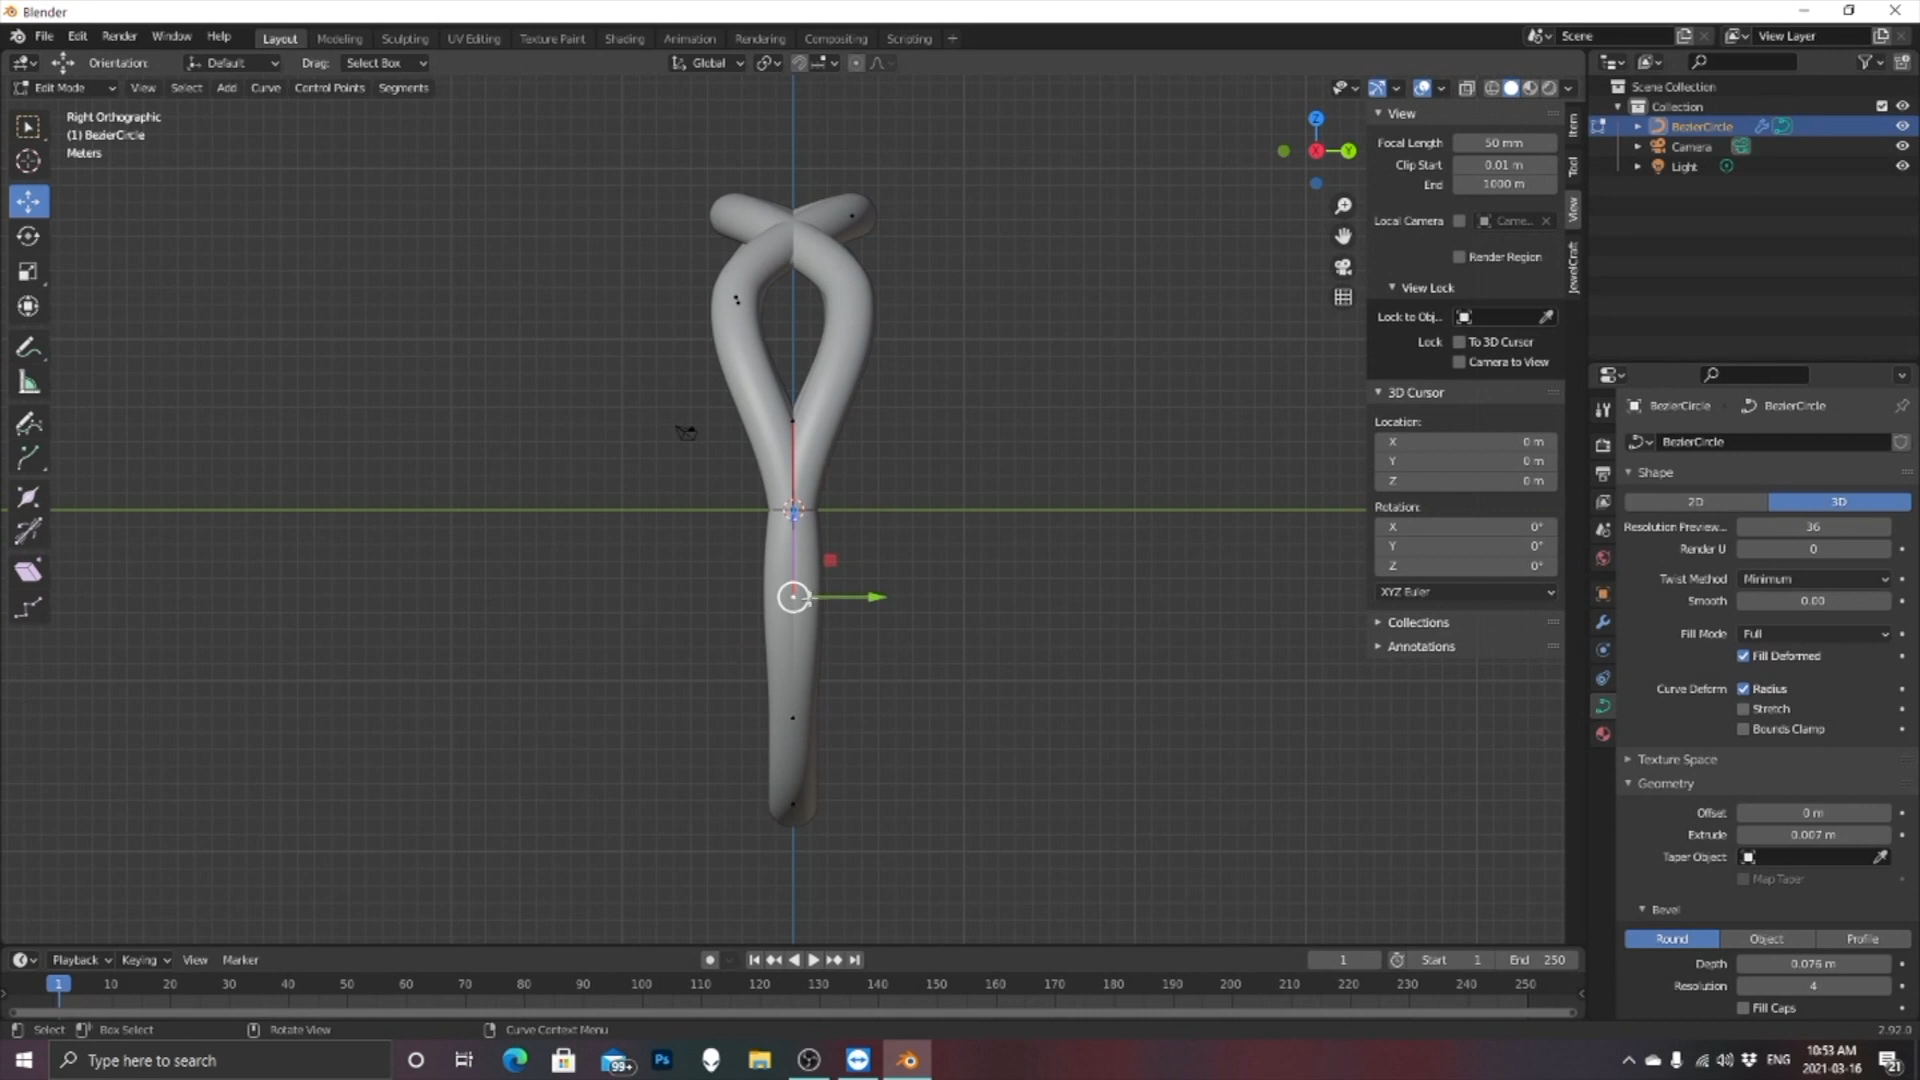 Blender
File Edit Render Window Help Layout Modeling Sculpting UV Editing Texture Paint Shading Animation Rendering Compositing Scripting + Scene View Layer
Orientation: Default Drag: Select Box Global
Edit Mode View Select Add Curve Control Points Segments
Right Orthographic
(1) BezierCircle
Meters
Z
X
Y
View
Focal Length 50 mm
Clip Start 0.01 m
End 1000 m
Local Camera Came...
Render Region
View Lock
Lock to Obj...
Lock To 3D Cursor
Camera to View
3D Cursor
Location:
X 0 m
Y 0 m
Z 0 m
Rotation:
X 0°
Y 0°
Z 0°
XYZ Euler
Collections
Annotations
Item
Tool
View
JewelCraft
Scene Collection
Collection
BezierCircle
Camera
Light
BezierCircle BezierCircle
BezierCircle
Shape
2D 3D
Resolution Preview... 36
Render U 0
Twist Method Minimum
Smooth 0.00
Fill Mode Full
Fill Deformed
Curve Deform Radius
Stretch
Bounds Clamp
Texture Space
Geometry
Offset 0 m
Extrude 0.007 m
Taper Object
Map Taper
Bevel
Round Object Profile
Depth 0.076 m
Resolution 4
Fill Caps
Playback Keying View Marker 1 Start 1 End 250
1 10 20 30 40 50 60 70 80 90 100 110 120 130 140 150 160 170 180 190 200 210 220 230 240 250
Select Box Select Rotate View Curve Context Menu 2.92.0
Type here to search 99+ Ps ENG 10:53 AM
2021-03-16 21